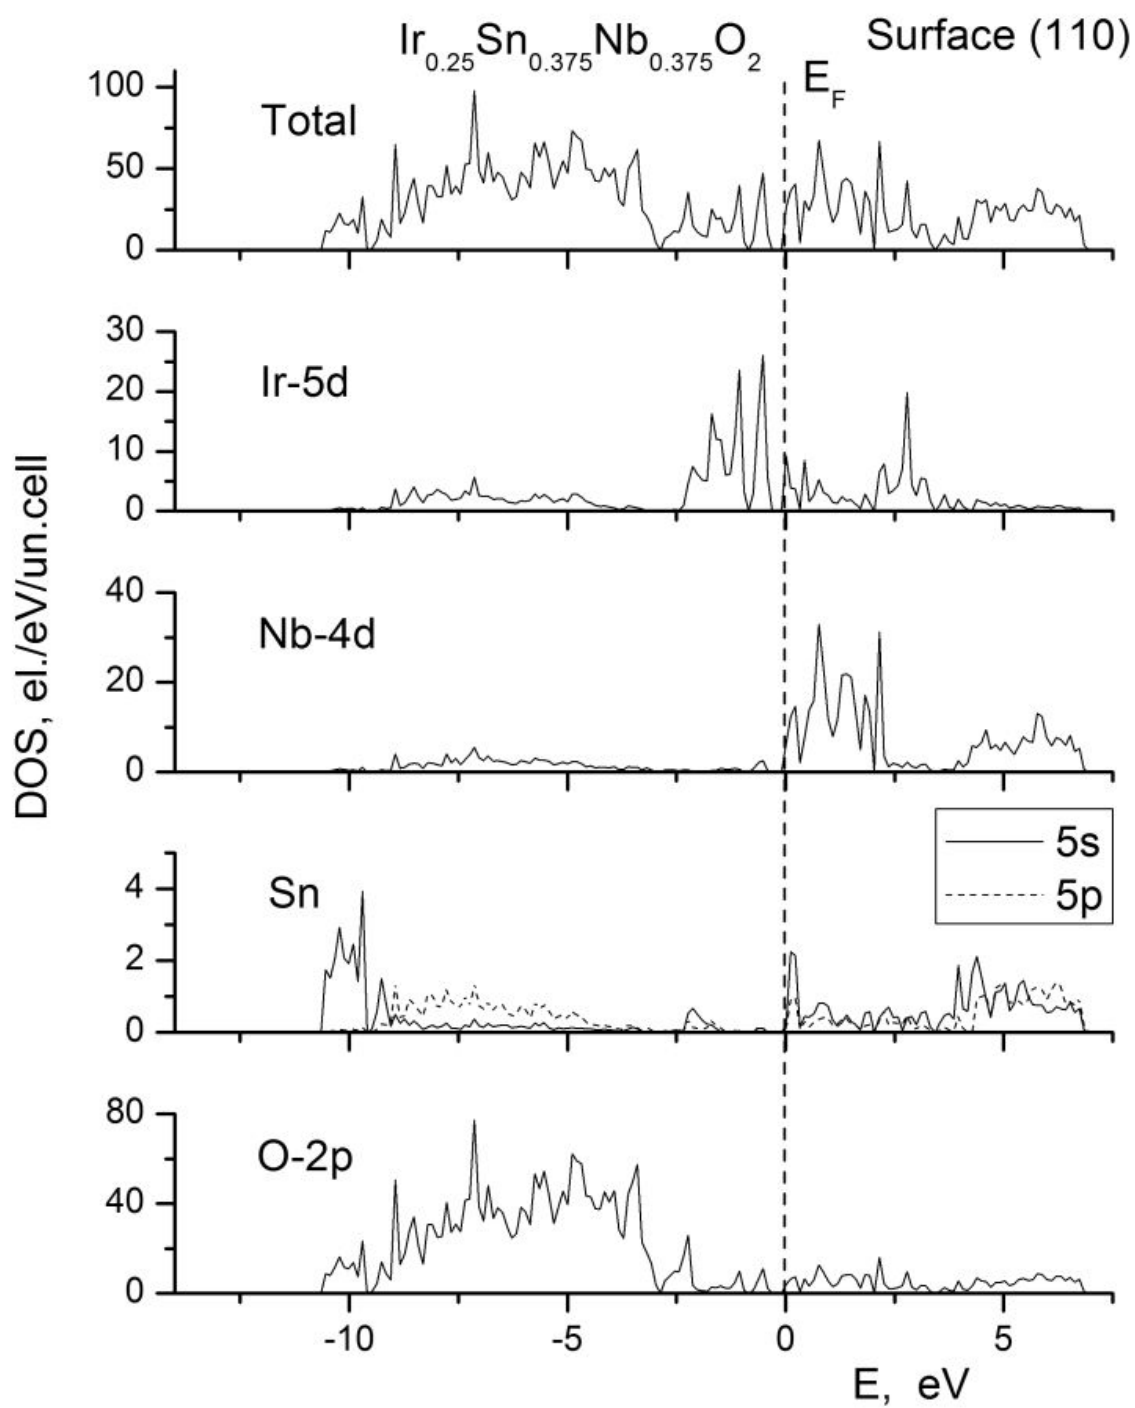 Ir0.25Sn0.375Nb0.375O2
Surface (110)
EF
100
Total
50
0
30
Ir-5d
20
10
0
40
Nb-4d
20
0
DOS, el./eV/un.cell
5s
5p
4
Sn
2
0
80
O-2p
40
0
-10 -5 0 5
E, eV